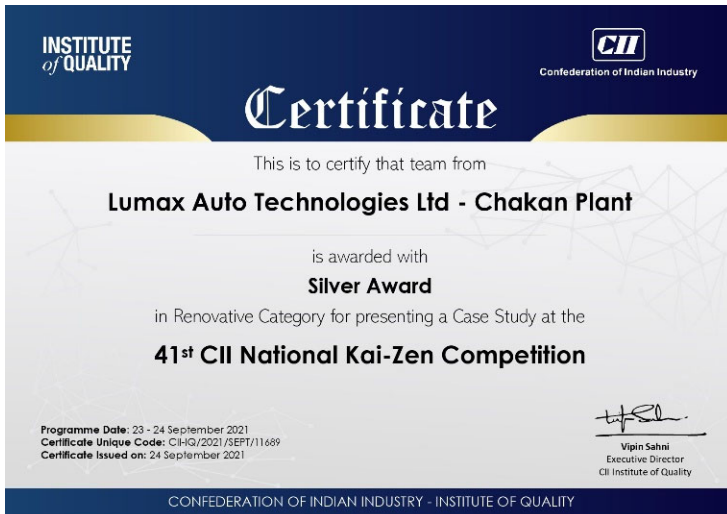 INSTITUTE
of QUALITY
CII
Confederation of Indian Industry
Certificate
This is to certify that team from
Lumax Auto Technologies Ltd - Chakan Plant
is awarded with
Silver Award
in Renovative Category for presenting a Case Study at the
41st CII National Kai-Zen Competition
Programme Date: 23 - 24 September 2021
Certificate Unique Code: CII-IQ/2021/SEPT/11689
Certificate Issued on: 24 September 2021
Vipin Sahni
Executive Director
CII Institute of Quality
CONFEDERATION OF INDIAN INDUSTRY - INSTITUTE OF QUALITY